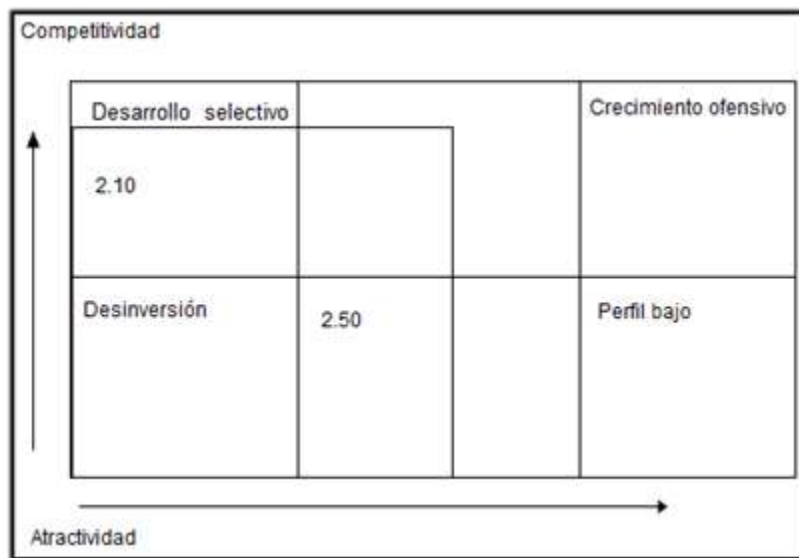 Competitividad
Desarrollo selectivo
Crecimiento ofensivo
2.10
Desinversión
2.50
Perfil bajo
Atractividad